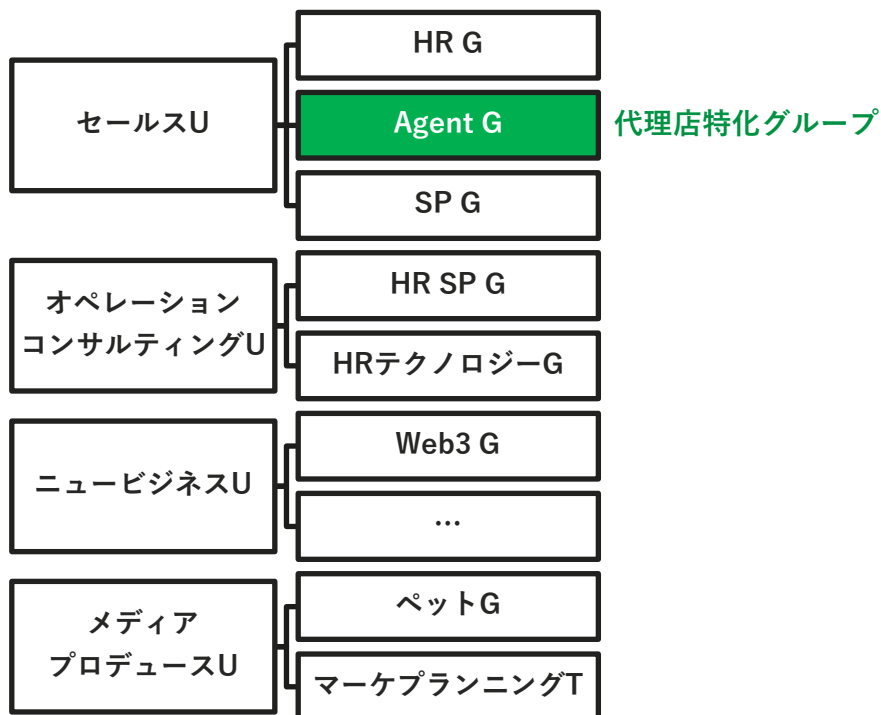 セールスU
HR G
Agent G
代理店特化グループ
SP G
オペレーション
コンサルティングU
HR SP G
HRテクノロジーG
ニュービジネスU
Web3 G
…
メディア
プロデュースU
ペットG
マーケプランニングT